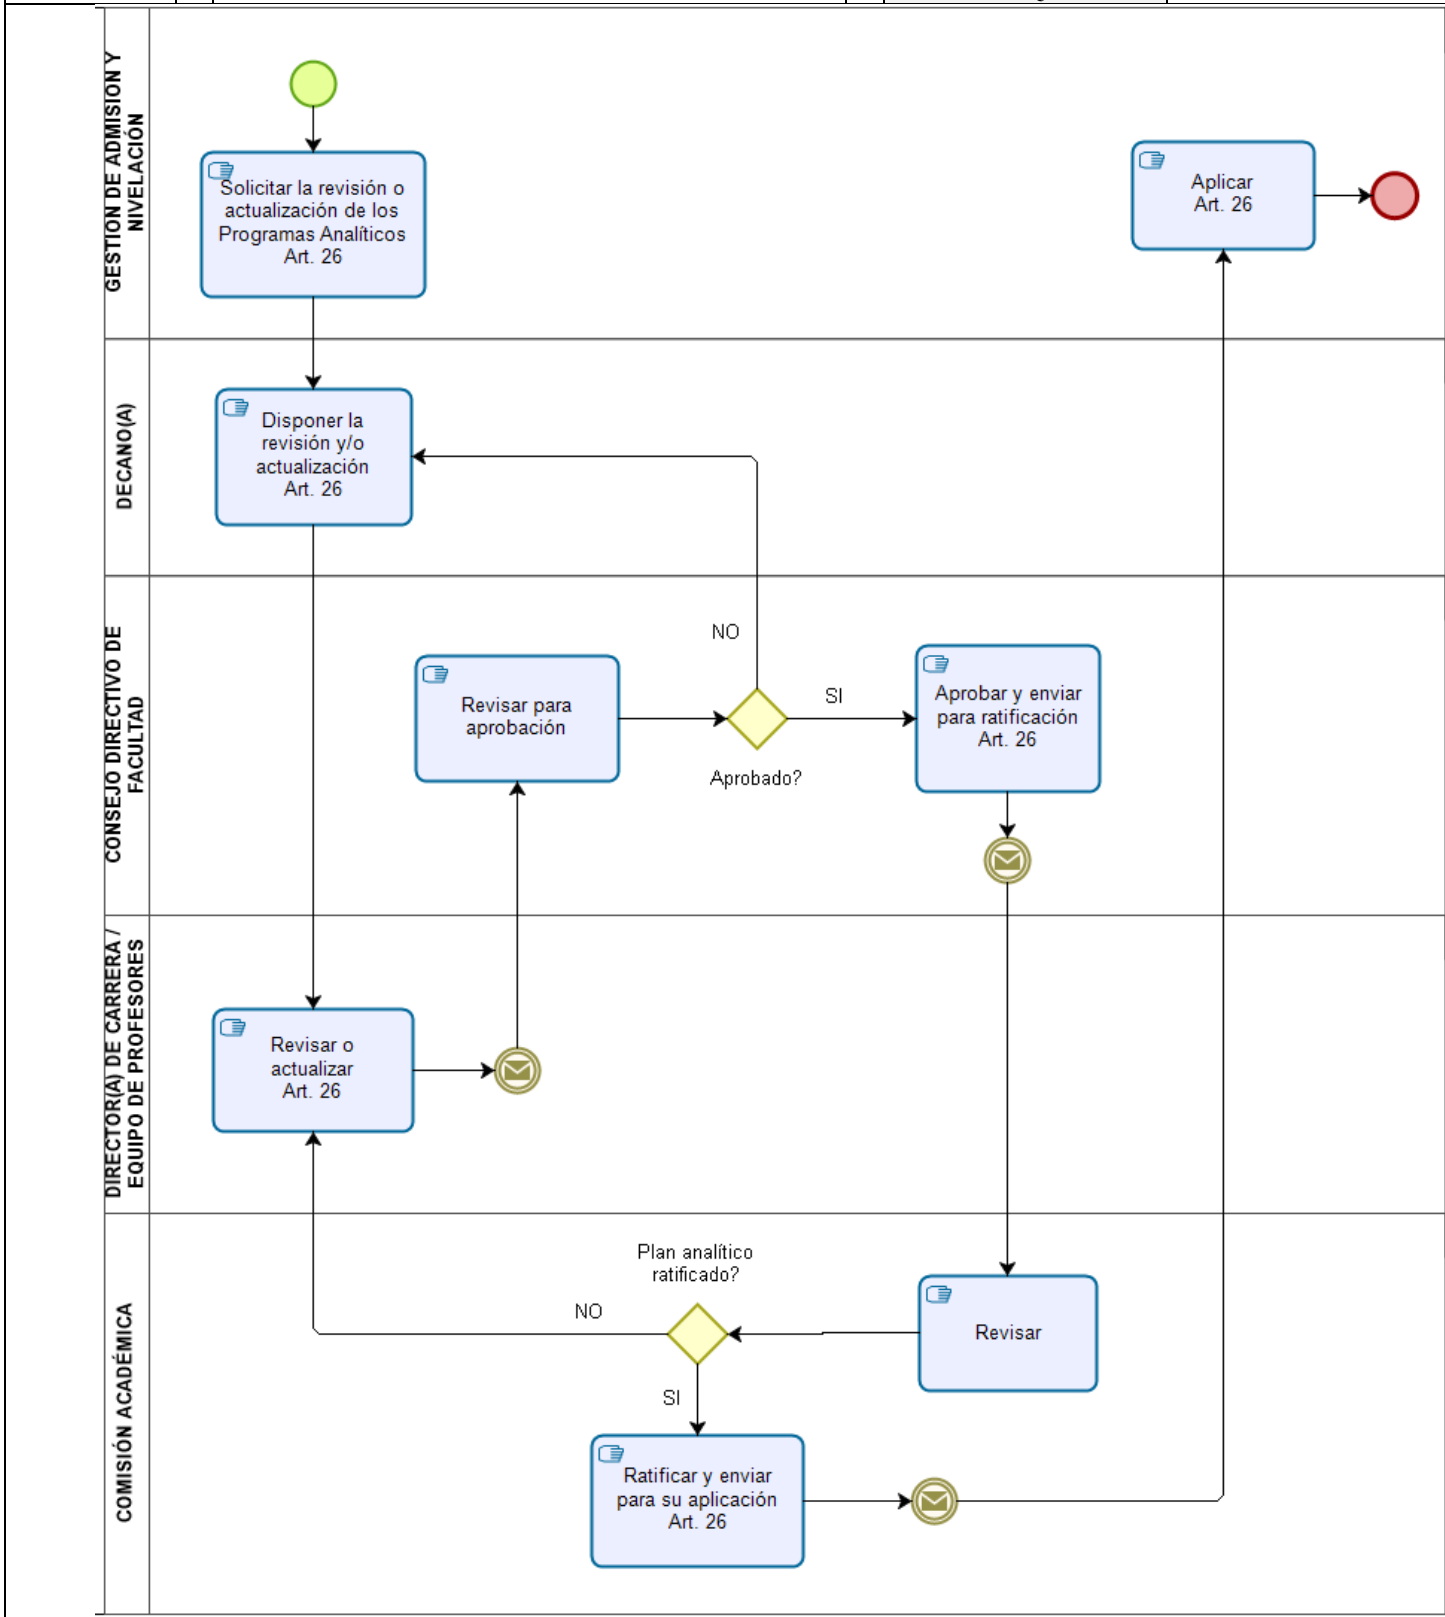 GESTION DE ADMISION Y
NIVELACIÓN
Solicitar la revisión o
actualización de los
Programas Analíticos
Art. 26
Aplicar
Art. 26
DECANO(A)
Disponer la
revisión y/o
actualización
Art. 26
CONSEJO DIRECTIVO DE
FACULTAD
Revisar para
aprobación
NO
SI
Aprobado?
Aprobar y enviar
para ratificación
Art. 26
DIRECTOR(A) DE CARRERA /
EQUIPO DE PROFESORES
Revisar o
actualizar
Art. 26
COMISIÓN ACADÉMICA
Plan analítico
ratificado?
NO
SI
Revisar
Ratificar y enviar
para su aplicación
Art. 26